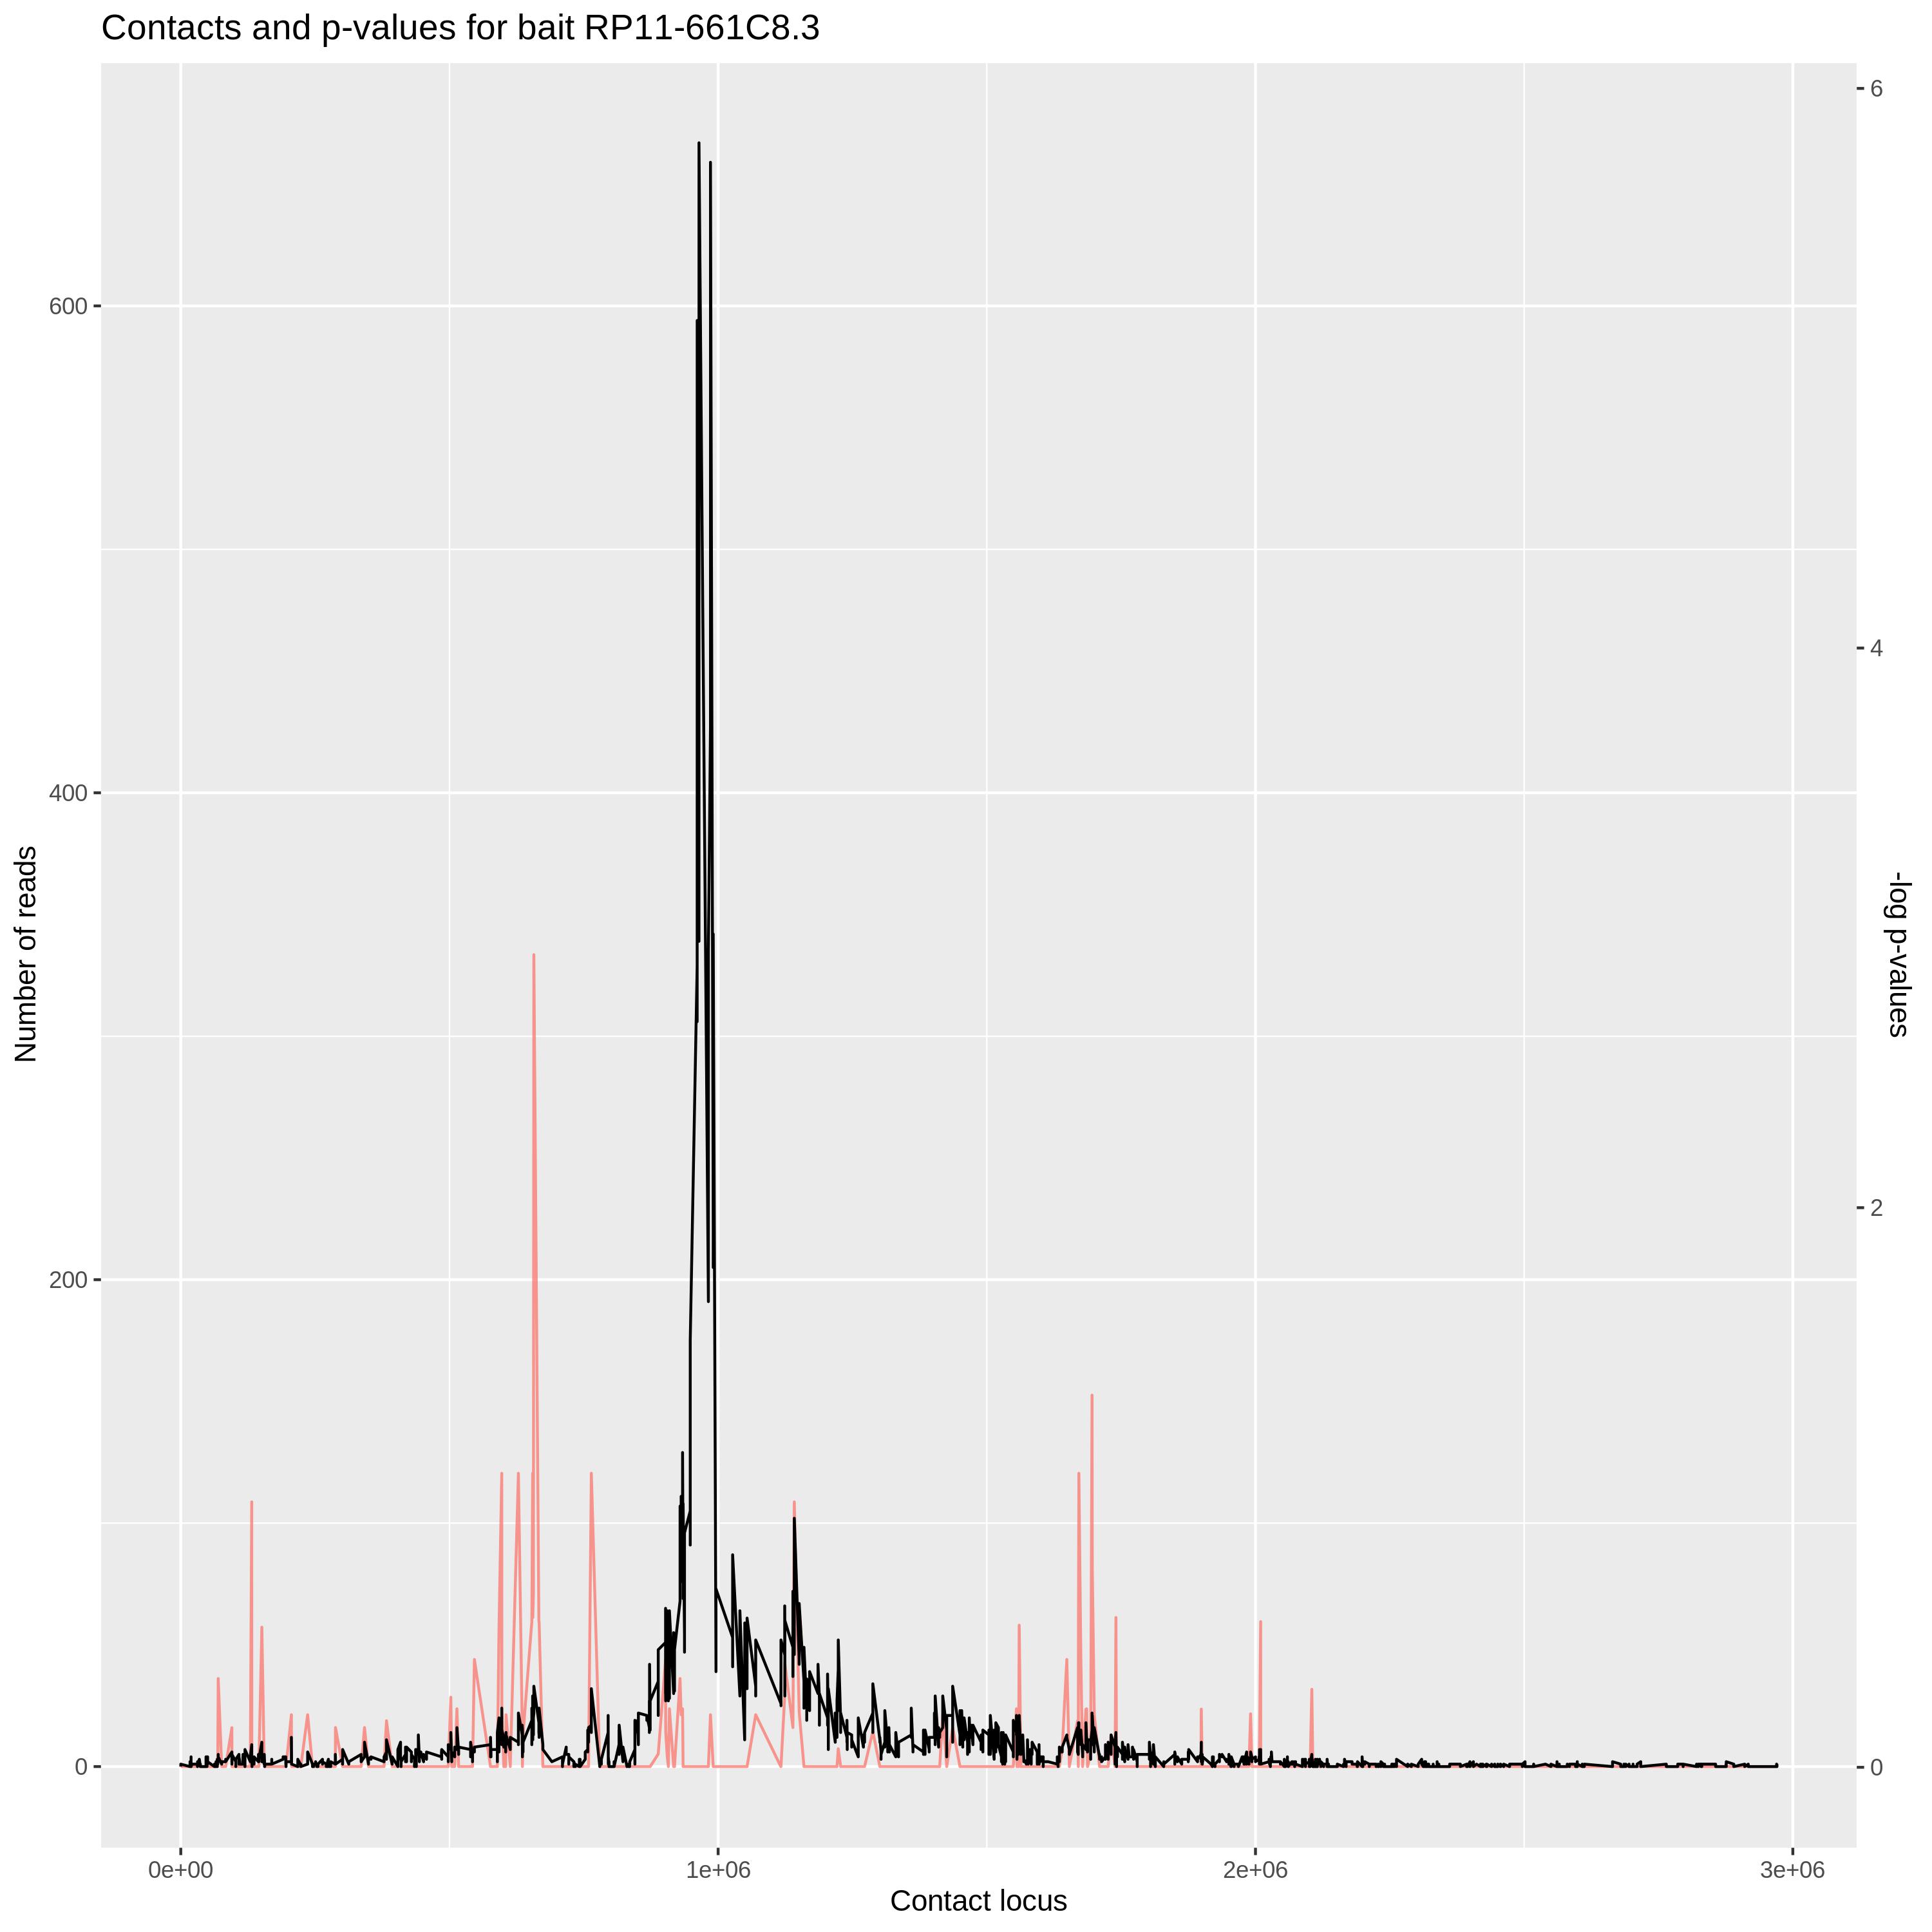 Contacts and p-values for bait RP11-661C8.3
Number of reads
600
400
200
0
6
4
2
0
-log p-values
0e+00
1e+06
2e+06
3e+06
Contact locus